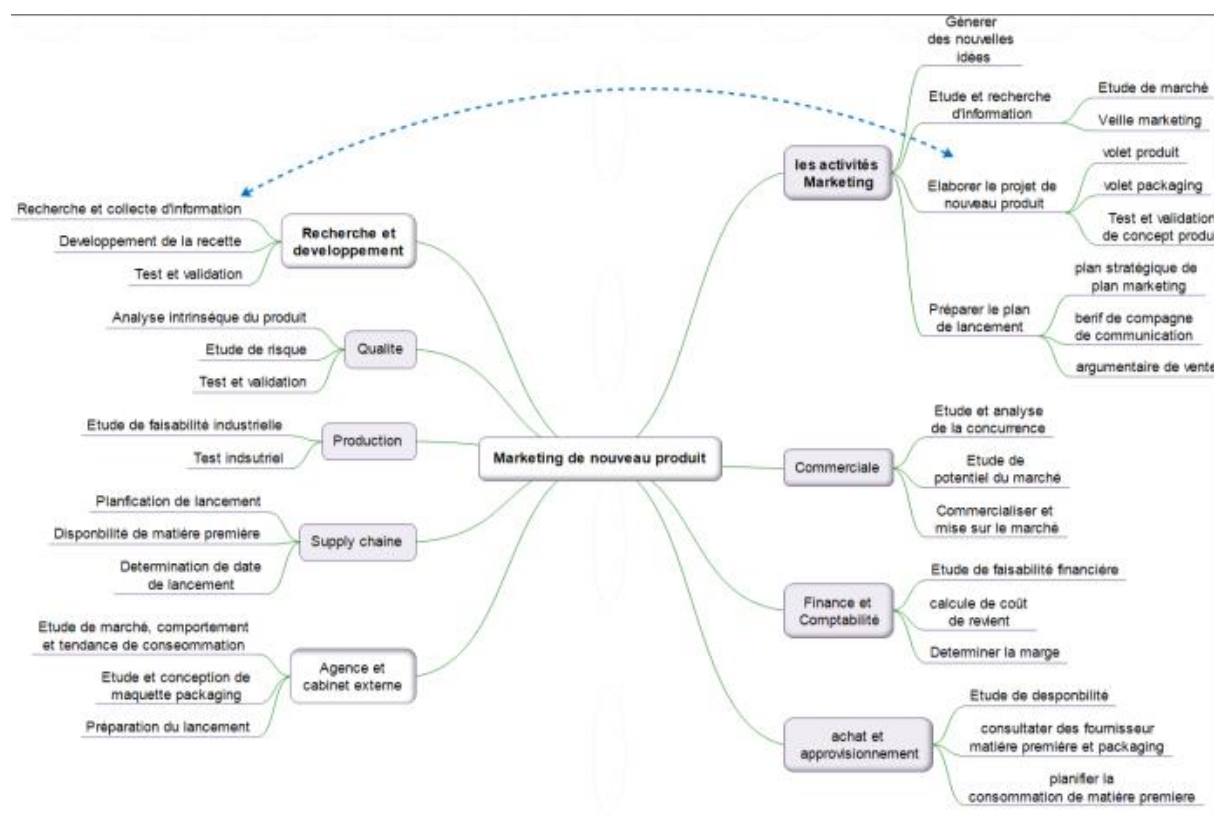 Génerer
des nouvelles
idées
Etude et recherche
d'information
Etude de marché
Veille marketing
les activités
Marketing
Elaborer le projet de
nouveau produit
volet produit
volet packaging
Test et validation
de concept produ
Préparer le plan
de lancement
plan stratégique de
plan marketing
berif de compagne
de communication
argumentaire de vente
Recherche et
developpement
Recherche et collecte d'information
Developpement de la recette
Test et validation
Qualite
Analyse intrinsèque du produit
Etude de risque
Test et validation
Production
Etude de faisabilité industrielle
Test indsutriel
Marketing de nouveau produit
Supply chaine
Planfication de lancement
Disponbilité de matière première
Determination de date
de lancement
Agence et
cabinet externe
Etude de marché, comportement
et tendance de conseommation
Etude et conception de
maquette packaging
Préparation du lancement
Commerciale
Etude et analyse
de la concurrence
Etude de
potentiel du marché
Commercialiser et
mise sur le marché
Finance et
Comptabilité
Etude de faisabilité financière
calcule de coût
de revient
Determiner la marge
achat et
approvisionnement
Etude de desponbilité
consultater des fournisseur
matière première et packaging
planifier la
consommation de matière premiere